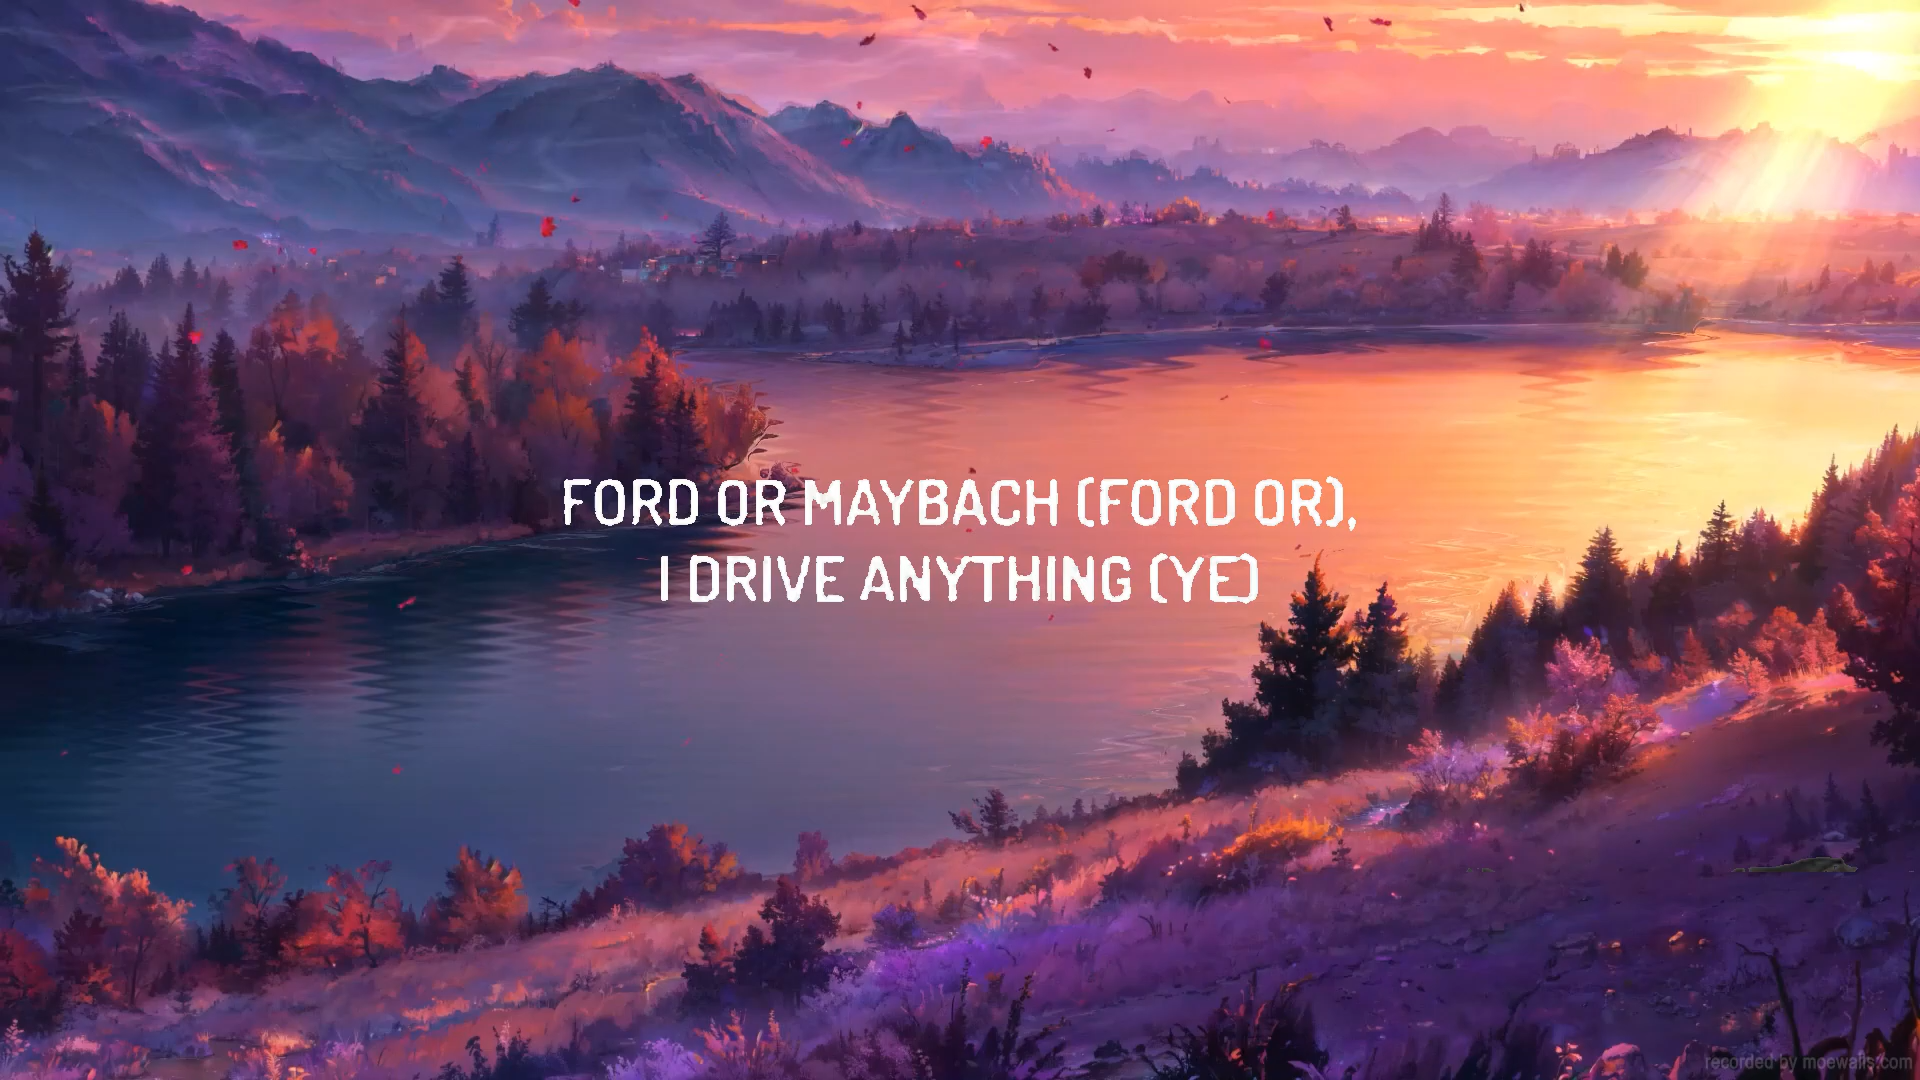 FORD OR MAYBACH (FORD OR),
I DRIVE ANYTHING (YE)
recorded by moewalls.com